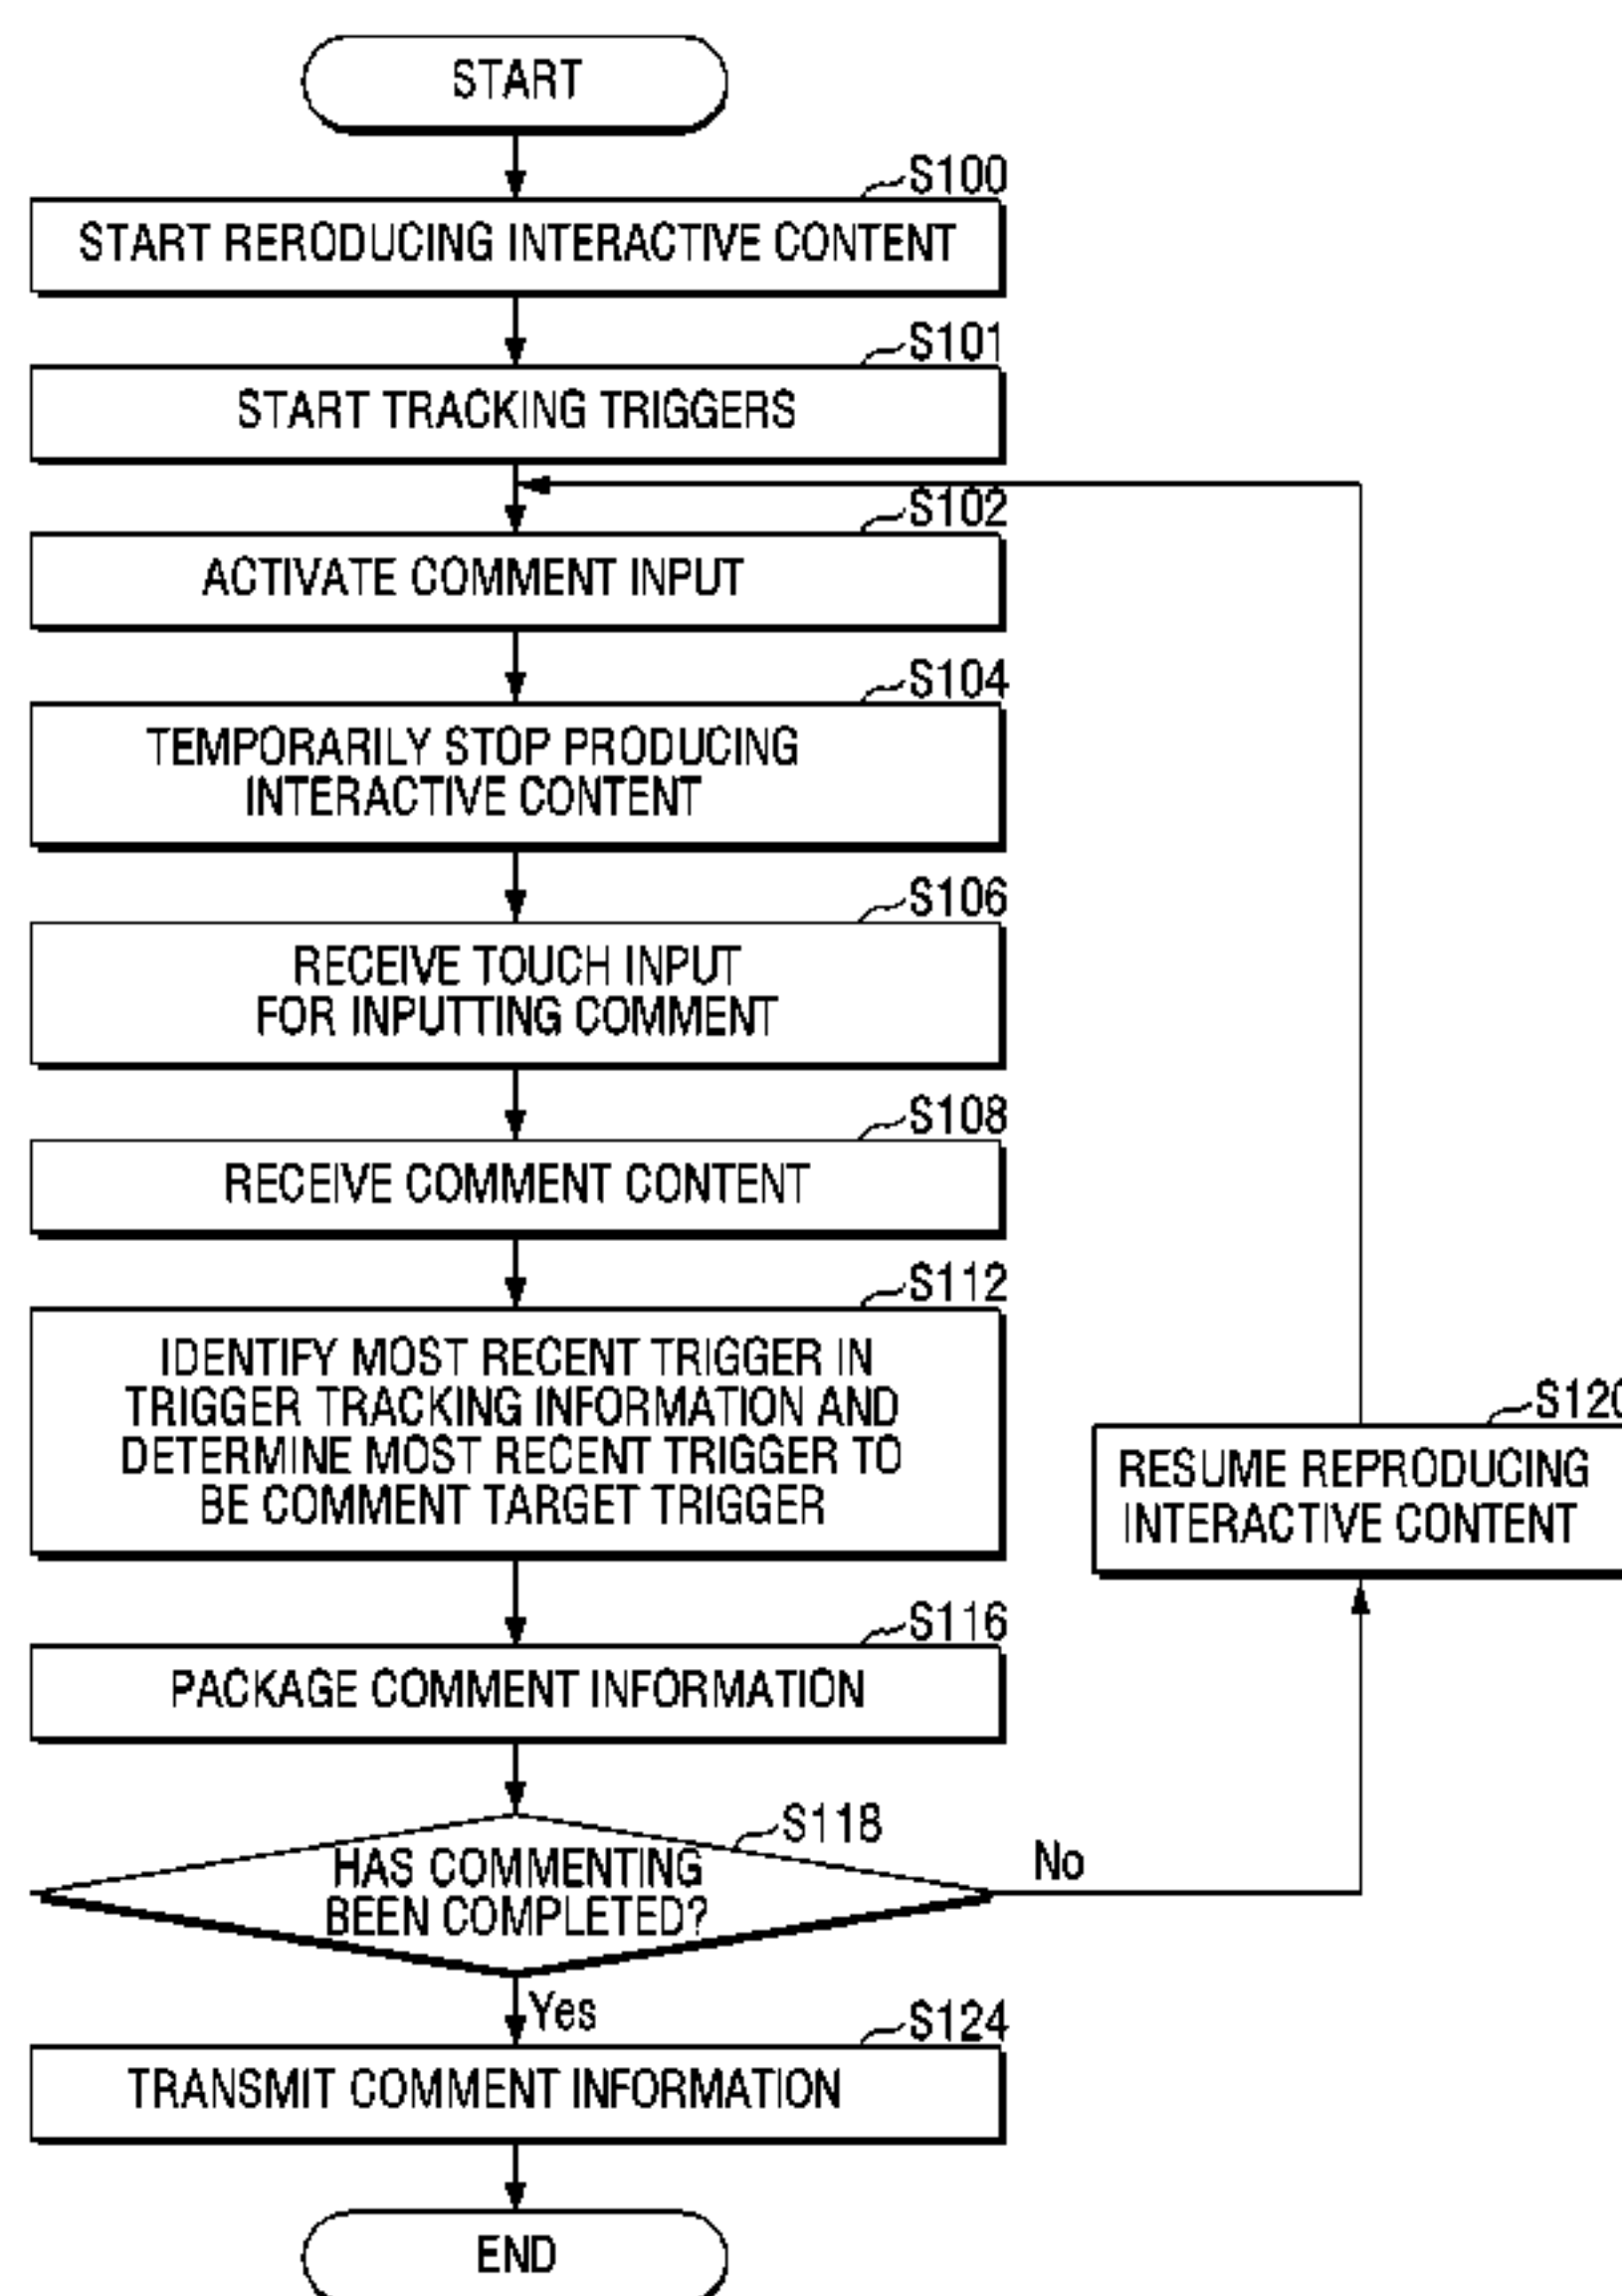 START
S100
START RERODUCING INTERACTIVE CONTENT
S101
START TRACKING TRIGGERS
S102
ACTIVATE COMMENT INPUT
S104
TEMPORARILY STOP PRODUCING
INTERACTIVE CONTENT
S106
RECEIVE TOUCH INPUT
FOR INPUTTING COMMENT
S108
RECEIVE COMMENT CONTENT
S112
IDENTIFY MOST RECENT TRIGGER IN
TRIGGER TRACKING INFORMATION AND
DETERMINE MOST RECENT TRIGGER TO
BE COMMENT TARGET TRIGGER
S120
RESUME REPRODUCING
INTERACTIVE CONTENT
S116
PACKAGE COMMENT INFORMATION
S118
HAS COMMENTING
BEEN COMPLETED?
No
Yes
S124
TRANSMIT COMMENT INFORMATION
END